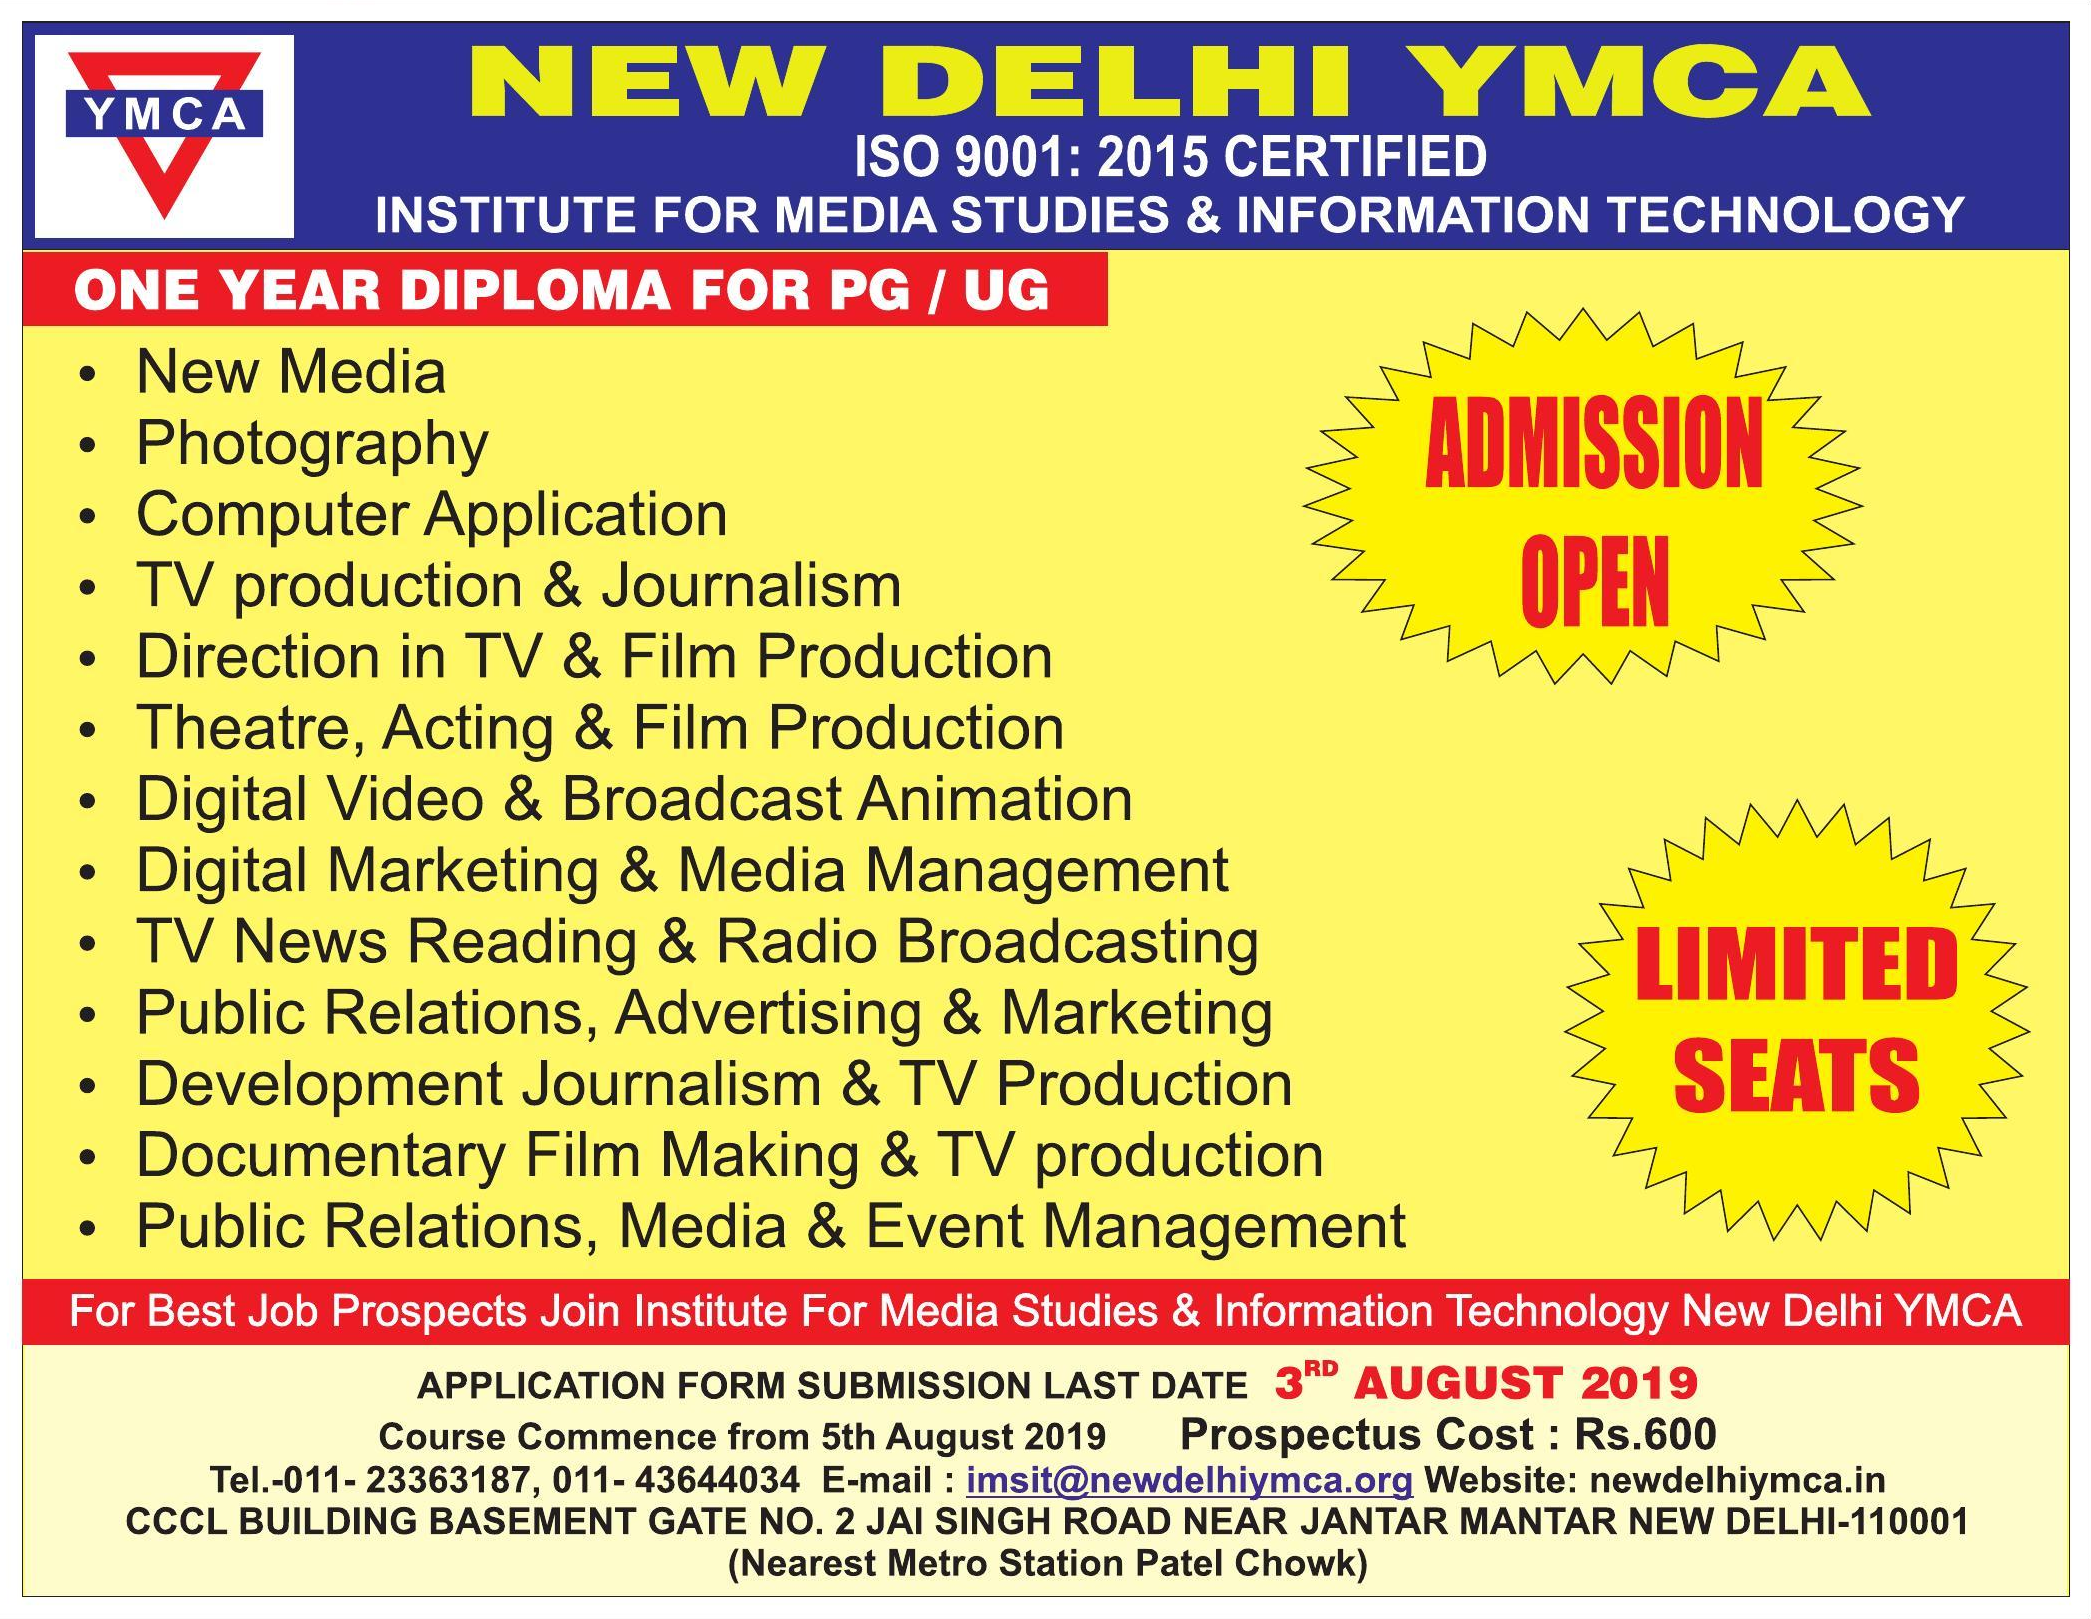 YMCA
NEW DELHI YMCA
ISO 9001: 2015 CERTIFIED
INSTITUTE FOR MEDIA STUDIES & INFORMATION TECHNOLOGY
ONE YEAR DIPLOMA FOR PG / UG
• New Media
• Photography
• Computer Application
• TV production & Journalism
• Direction in TV & Film Production
• Theatre, Acting & Film Production
• Digital Video & Broadcast Animation
• Digital Marketing & Media Management
• TV News Reading & Radio Broadcasting
• Public Relations, Advertising & Marketing
• Development Journalism & TV Production
• Documentary Film Making & TV production
• Public Relations, Media & Event Management
ADMISSION
OPEN
LIMITED
SEATS
For Best Job Prospects Join Institute For Media Studies & Information Technology New Delhi YMCA
APPLICATION FORM SUBMISSION LAST DATE 3RD AUGUST 2019
Course Commence from 5th August 2019 Prospectus Cost : Rs.600
Tel.-011- 23363187, 011- 43644034 E-mail : imsit@newdelhiymca.org Website: newdelhiymca.in
CCCL BUILDING BASEMENT GATE NO. 2 JAI SINGH ROAD NEAR JANTAR MANTAR NEW DELHI-110001
(Nearest Metro Station Patel Chowk)